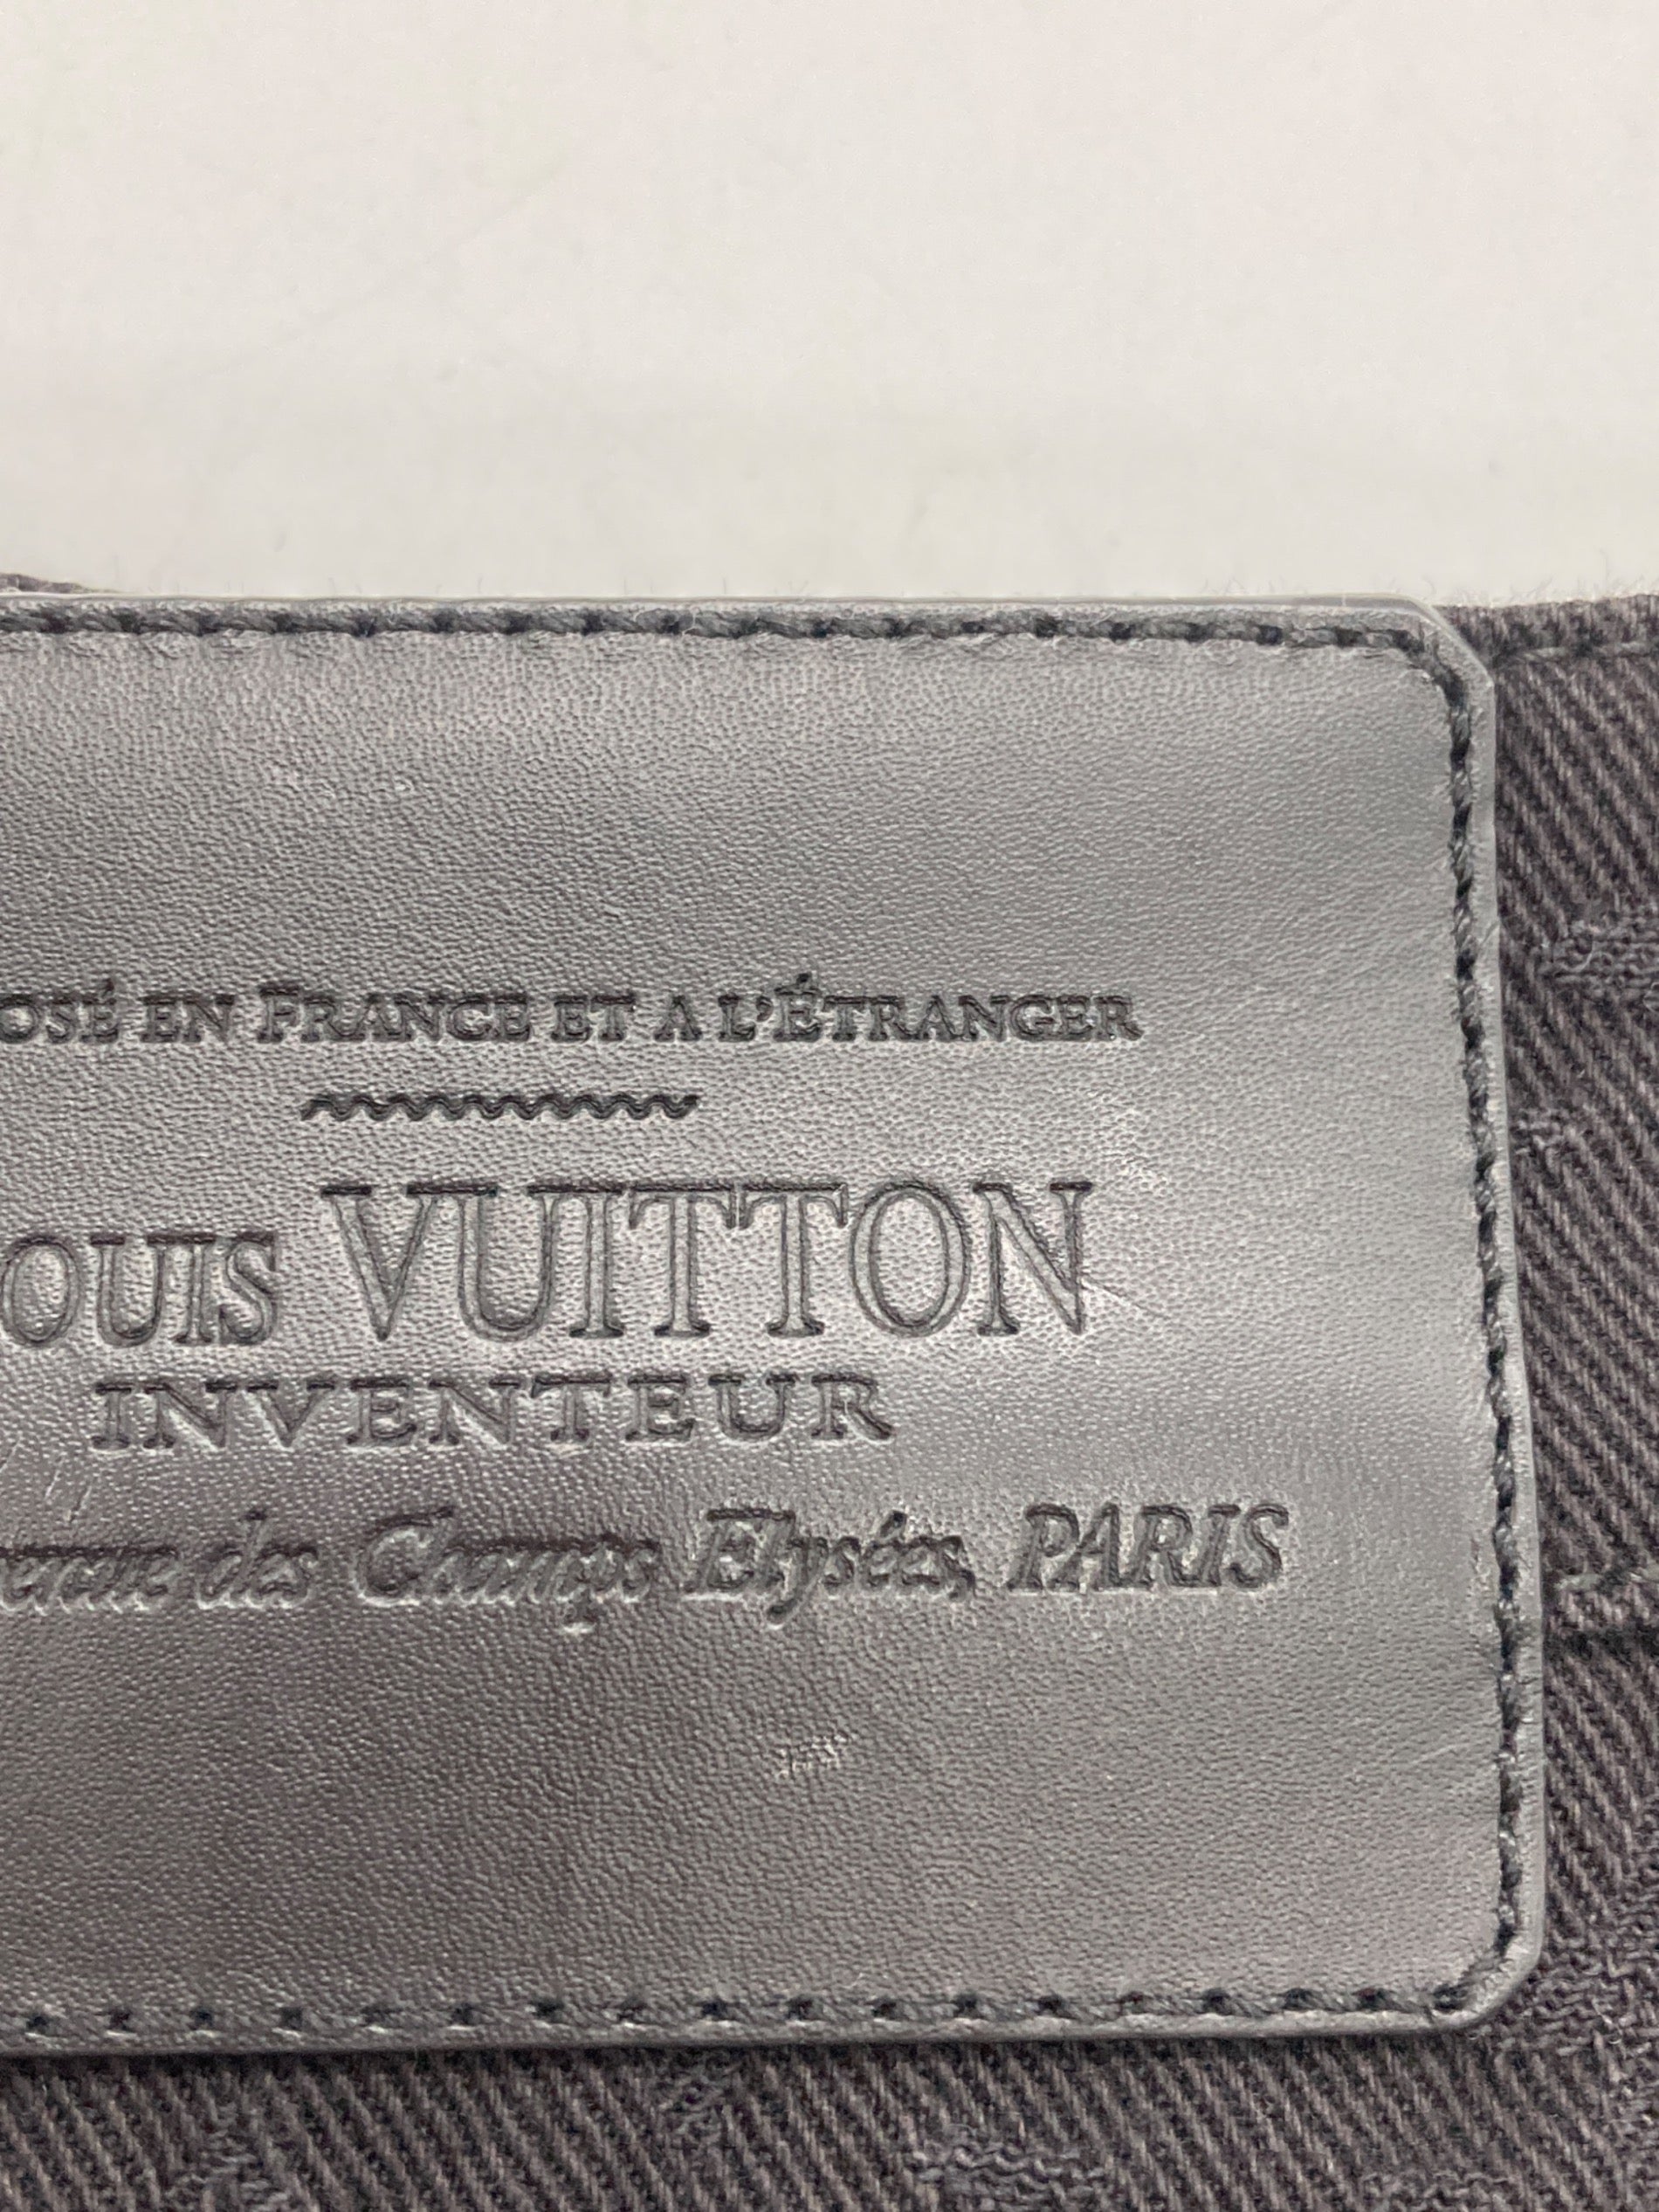 OSÉ EN FRANCE ET A L'ÉTRANGER
OUIS VUITTON
INVENTEUR
des Champs Elysées, PARIS